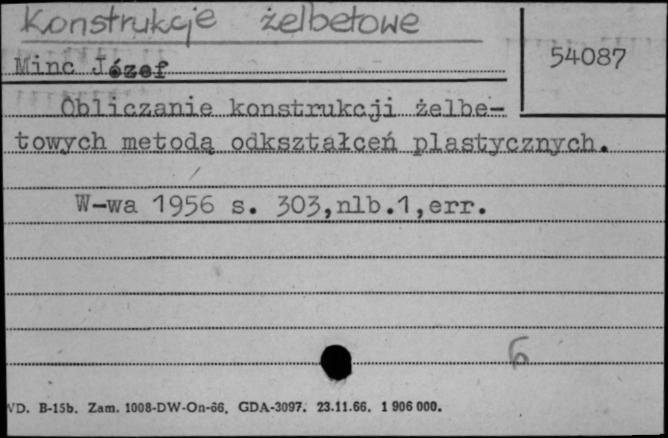 Konstrukcje żelbetowe
54087
Minc Józef
Obliczanie konstrukcji żelbe-
towych metodą odkształceń plastycznych.
W-wa 1956 s. 303,nlb.1,err.
6
VD. B-15b. Zam. 1008-DW-On-66. GDA-3097. 23.11.66. 1 906 000.